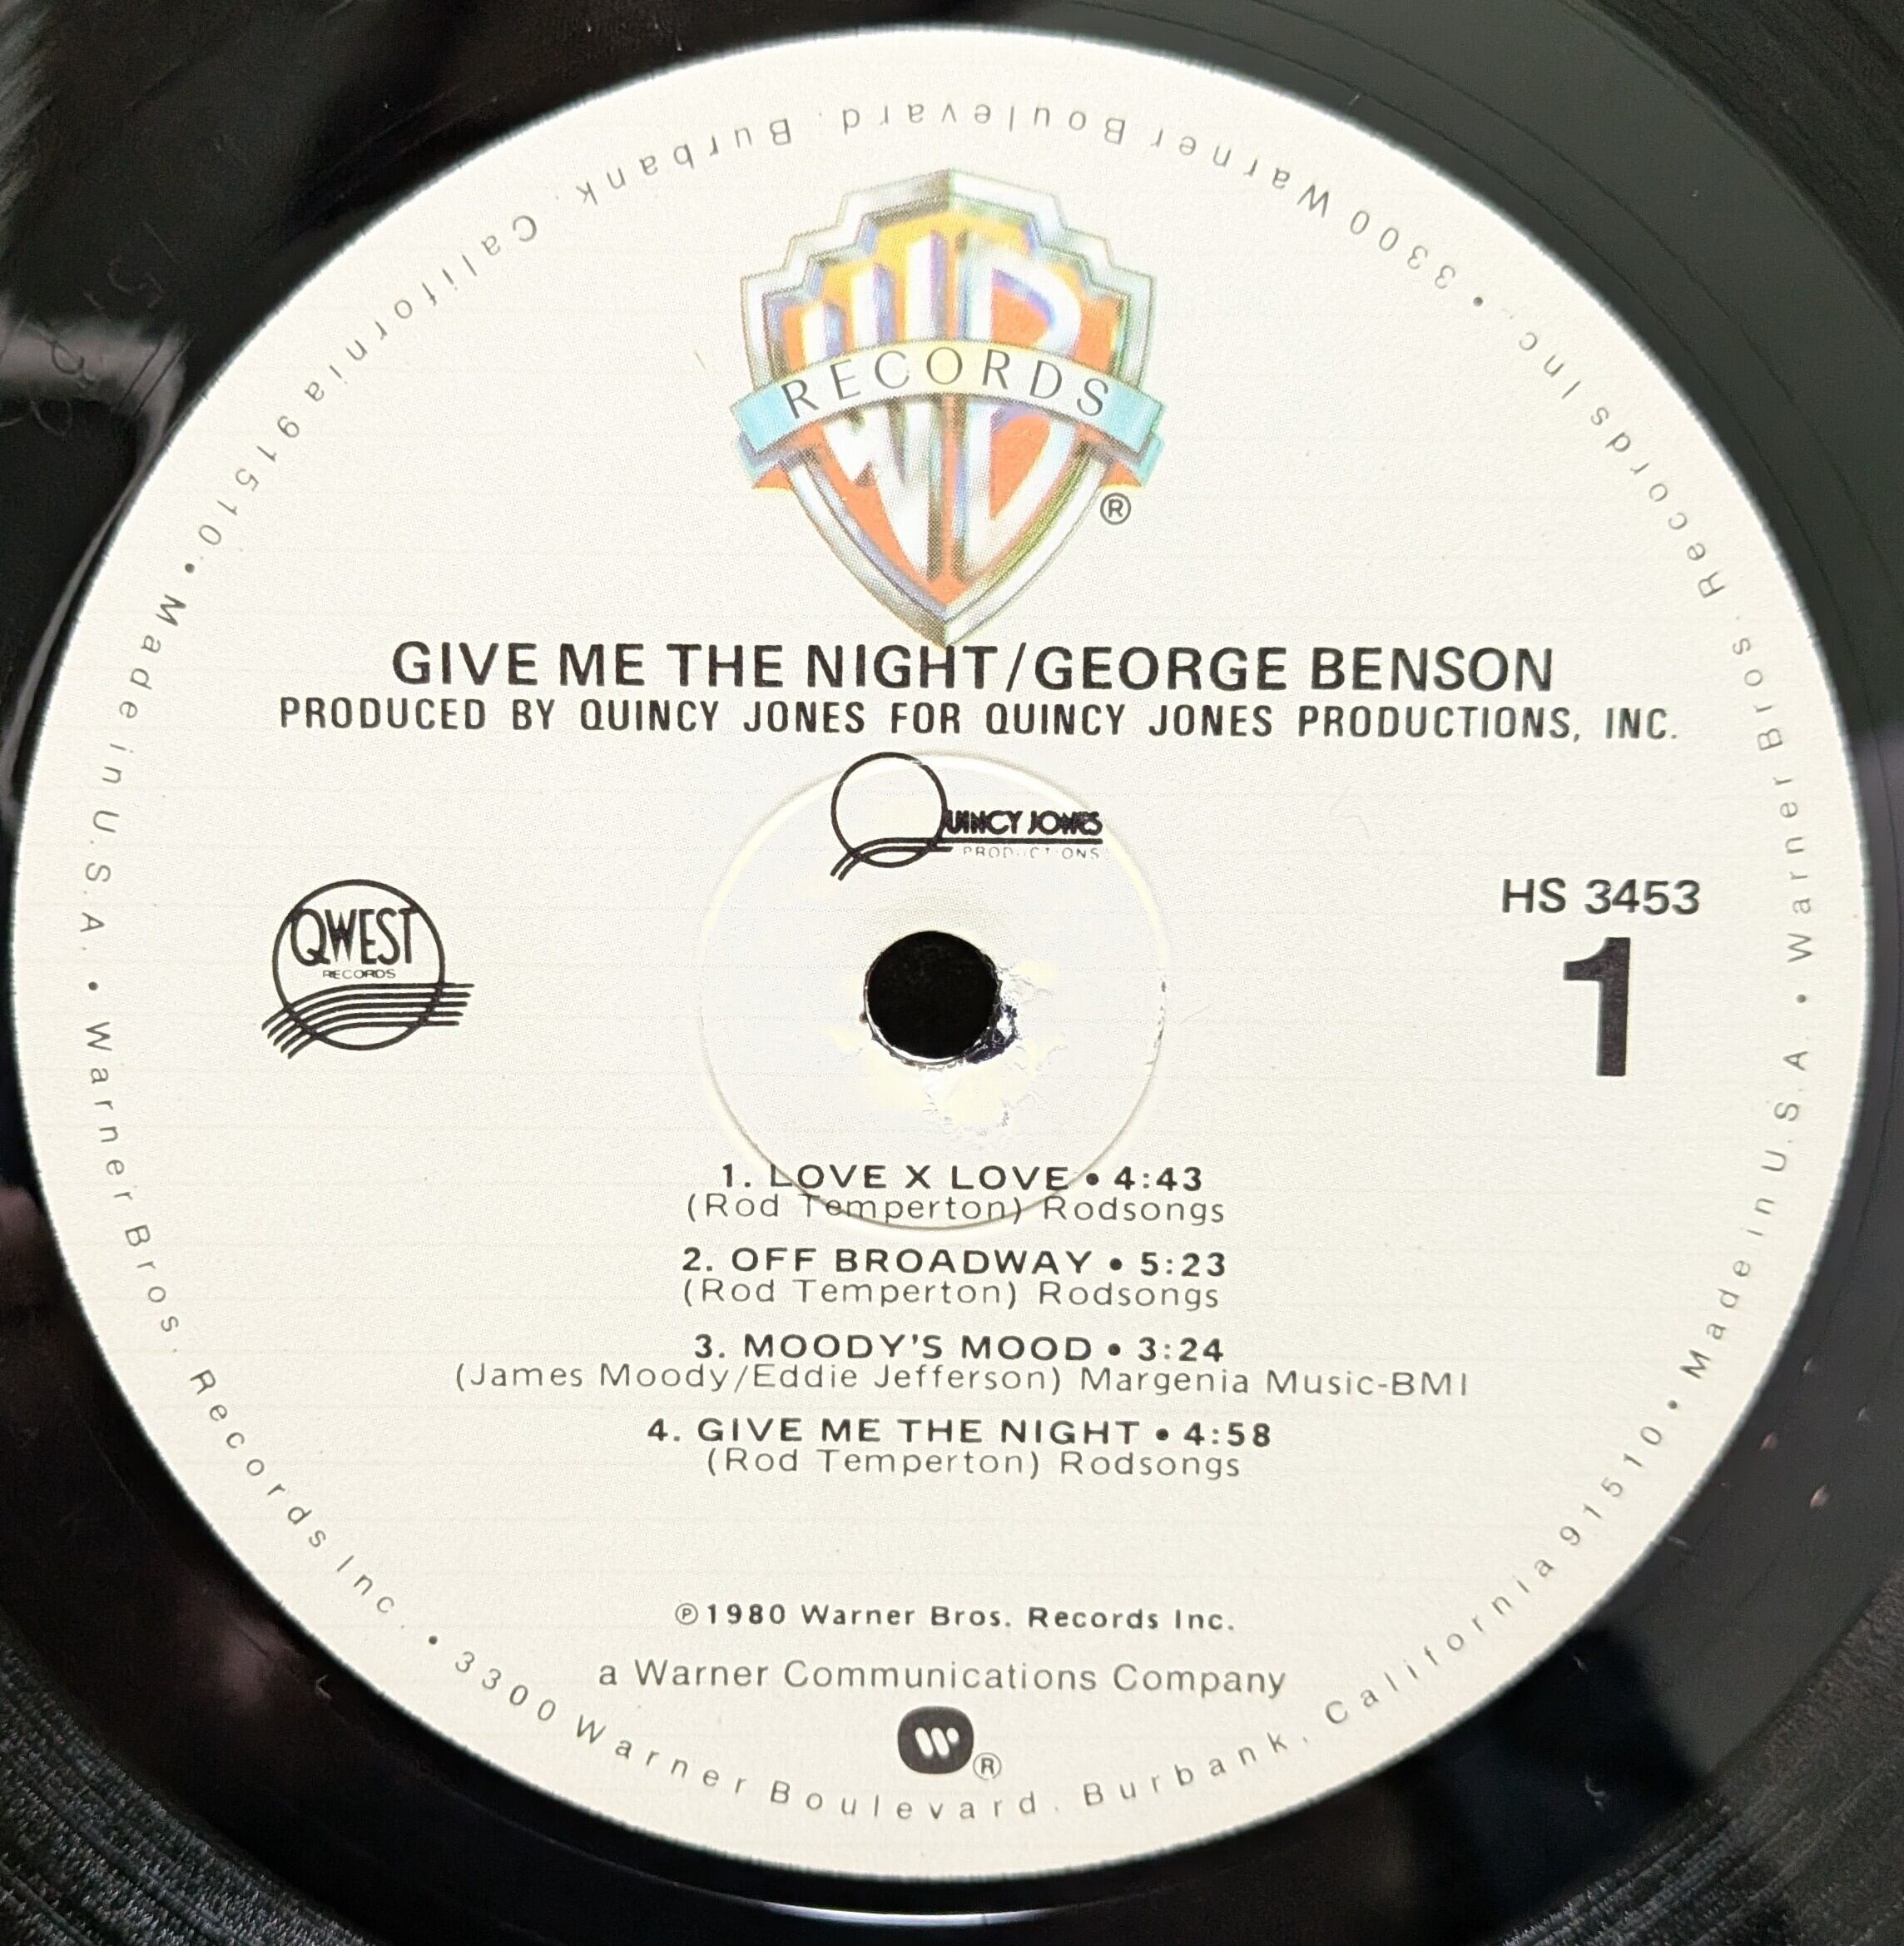 WB
RECORDS
®
GIVE ME THE NIGHT/GEORGE BENSON
PRODUCED BY QUINCY JONES FOR QUINCY JONES PRODUCTIONS, INC.
QUINCY JONES
PRODUCTIONS
QWEST
RECORDS
HS 3453
1
1. LOVE X LOVE • 4:43
(Rod Temperton) Rodsongs
2. OFF BROADWAY • 5:23
(Rod Temperton) Rodsongs
3. MOODY'S MOOD • 3:24
(James Moody/Eddie Jefferson) Margenia Music-BMI
4. GIVE ME THE NIGHT • 4:58
(Rod Temperton) Rodsongs
℗1980 Warner Bros. Records Inc.
a Warner Communications Company
W®
Warner Bros. Records Inc. • 3300 Warner Boulevard, Burbank, California 91510 • Made in U.S.A. • Warner Bros. Records Inc. • 3300 Warner Boulevard, Burbank, California 91510 • Made in U.S.A. •